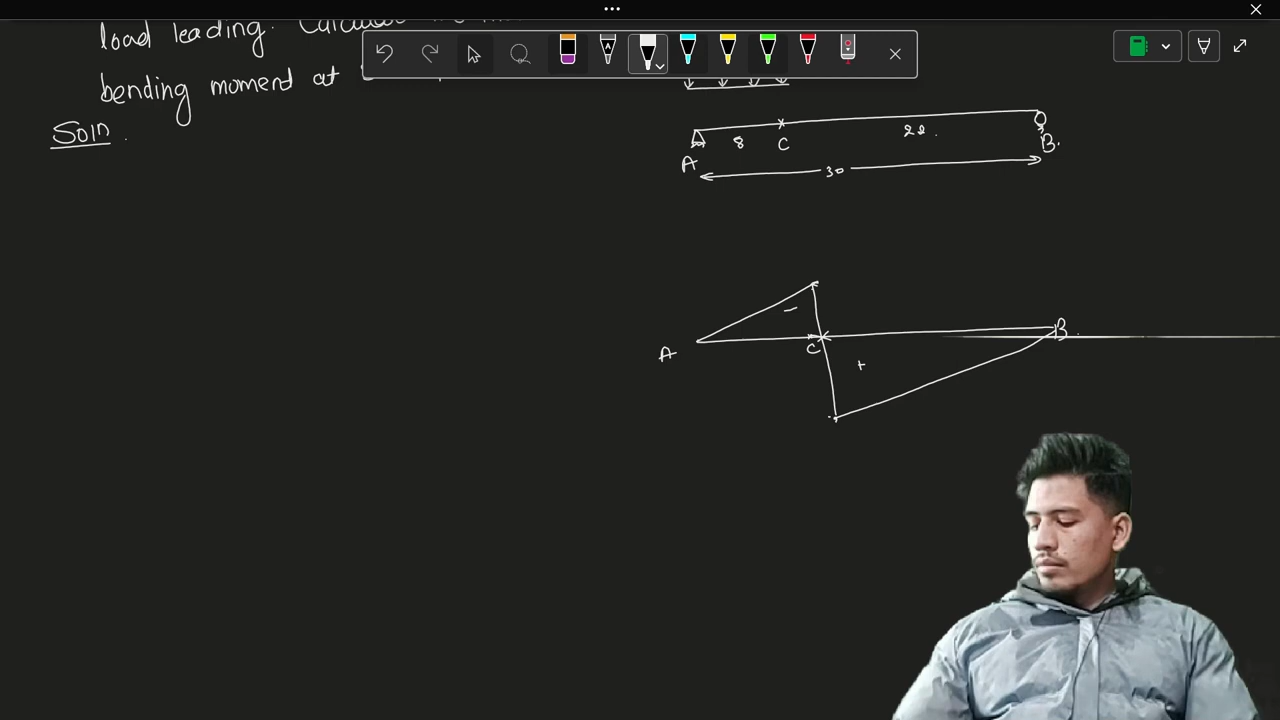 load leading.
bending moment at
Soln.
8
C
22.
A
B.
30
-
A
C
B.
+